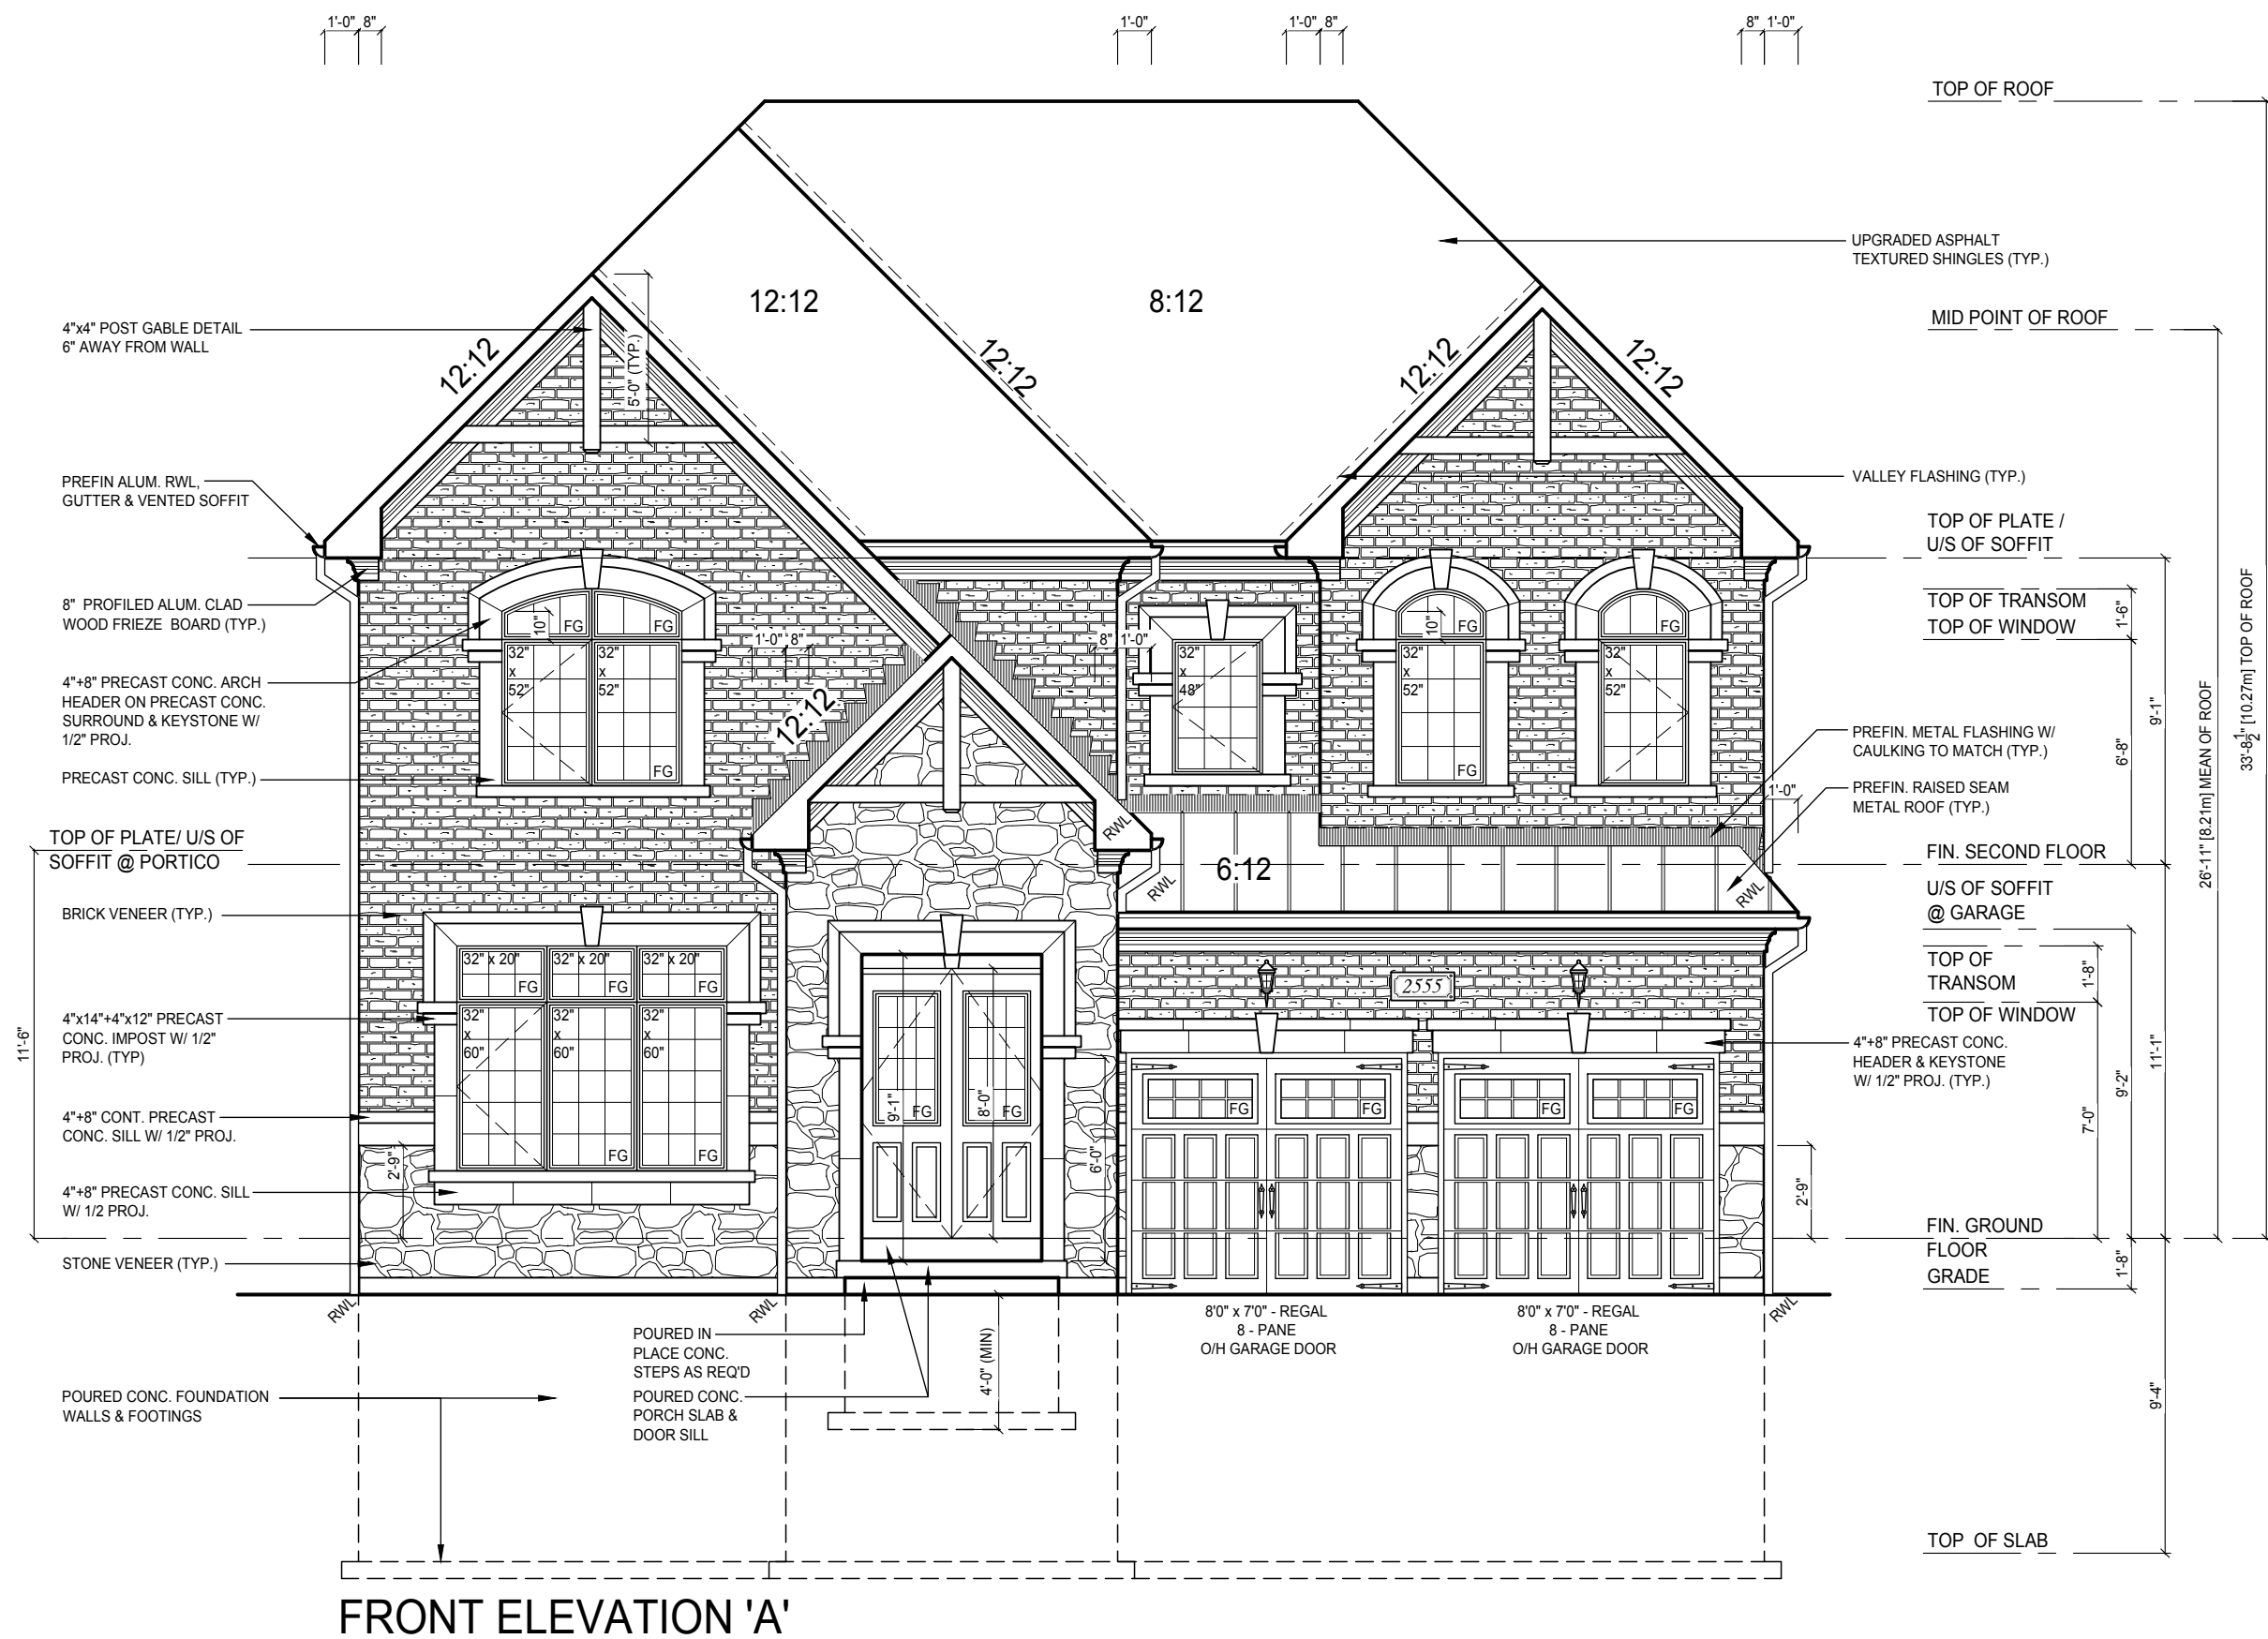 1'-0" 8"
1'-0"
1'-0" 8"
8" 1'-0"
TOP OF ROOF
UPGRADED ASPHALT
TEXTURED SHINGLES (TYP.)
12:12
8:12
MID POINT OF ROOF
4"x4" POST GABLE DETAIL
6" AWAY FROM WALL
12:12
5'-0" (TYP.)
12:12
12:12
12:12
PREFIN ALUM. RWL,
GUTTER & VENTED SOFFIT
VALLEY FLASHING (TYP.)
TOP OF PLATE /
U/S OF SOFFIT
8" PROFILED ALUM. CLAD
WOOD FRIEZE BOARD (TYP.)
TOP OF TRANSOM
TOP OF WINDOW
1'-6"
10"
FG
FG
32"
x
52"
32"
x
52"
FG
1'-0" 8"
8" 1'-0"
32"
x
48"
10"
FG
32"
x
52"
FG
FG
32"
x
52"
4"+8" PRECAST CONC. ARCH
HEADER ON PRECAST CONC.
SURROUND & KEYSTONE W/
1/2" PROJ.
12:12
PREFIN. METAL FLASHING W/
CAULKING TO MATCH (TYP.)
9'-1"
6'-8"
26'-11" [8.21m] MEAN OF ROOF
33'-8 1/2" [10.27m] TOP OF ROOF
PRECAST CONC. SILL (TYP.)
PREFIN. RAISED SEAM
METAL ROOF (TYP.)
1'-0"
RWL
TOP OF PLATE/ U/S OF
SOFFIT @ PORTICO
FIN. SECOND FLOOR
6:12
RWL
RWL
U/S OF SOFFIT
@ GARAGE
BRICK VENEER (TYP.)
32" x 20"
32" x 20"
32" x 20"
FG
FG
FG
TOP OF
TRANSOM
1'-8"
2555
TOP OF WINDOW
4"x14"+4"x12" PRECAST
CONC. IMPOST W/ 1/2"
PROJ. (TYP)
32"
x
60"
32"
x
60"
32"
x
60"
4"+8" PRECAST CONC.
HEADER & KEYSTONE
W/ 1/2" PROJ. (TYP.)
11'-6"
11'-1"
9'-2"
7'-0"
9'-1"
FG
8'-0"
FG
FG
FG
FG
FG
4"+8" CONT. PRECAST
CONC. SILL W/ 1/2" PROJ.
2'-9"
FG
FG
6'-0"
2'-9"
4"+8" PRECAST CONC. SILL
W/ 1/2 PROJ.
FIN. GROUND
FLOOR
GRADE
1'-8"
STONE VENEER (TYP.)
RWL
RWL
RWL
8'0" x 7'0" - REGAL
8 - PANE
O/H GARAGE DOOR
8'0" x 7'0" - REGAL
8 - PANE
O/H GARAGE DOOR
POURED IN
PLACE CONC.
STEPS AS REQ'D
4'-0" (MIN)
POURED CONC.
PORCH SLAB &
DOOR SILL
POURED CONC. FOUNDATION
WALLS & FOOTINGS
9'-4"
TOP OF SLAB
FRONT ELEVATION 'A'